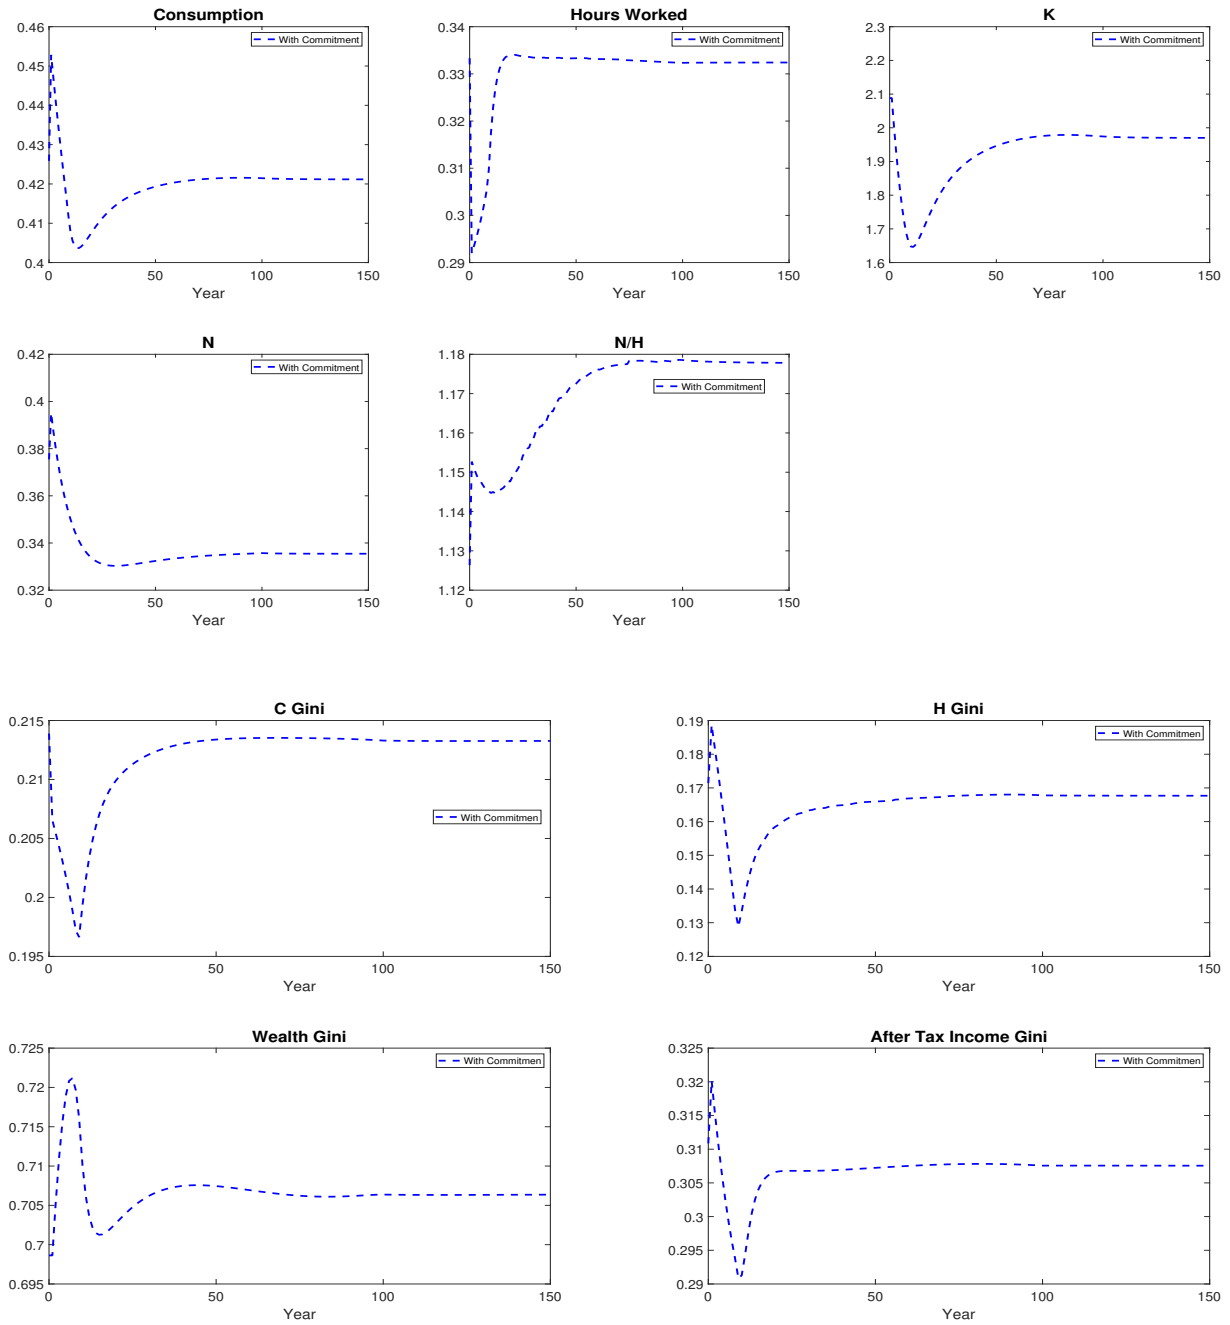 Consumption
0.46
0.45
0.44
0.43
0.42
0.41
0.4
0 50 100 150
Year
With Commitment
Hours Worked
0.34
0.33
0.32
0.31
0.3
0.29
0 50 100 150
Year
With Commitment
K
2.3
2.2
2.1
2
1.9
1.8
1.7
1.6
0 50 100 150
Year
With Commitment
N
0.42
0.4
0.38
0.36
0.34
0.32
0 50 100 150
Year
With Commitment
N/H
1.18
1.17
1.16
1.15
1.14
1.13
1.12
0 50 100 150
Year
With Commitment
C Gini
0.215
0.21
0.205
0.2
0.195
0 50 100 150
Year
With Commitmen
H Gini
0.19
0.18
0.17
0.16
0.15
0.14
0.13
0.12
0 50 100 150
Year
With Commitmen
Wealth Gini
0.725
0.72
0.715
0.71
0.705
0.7
0.695
0 50 100 150
Year
With Commitmen
After Tax Income Gini
0.325
0.32
0.315
0.31
0.305
0.3
0.295
0.29
0 50 100 150
Year
With Commitmen